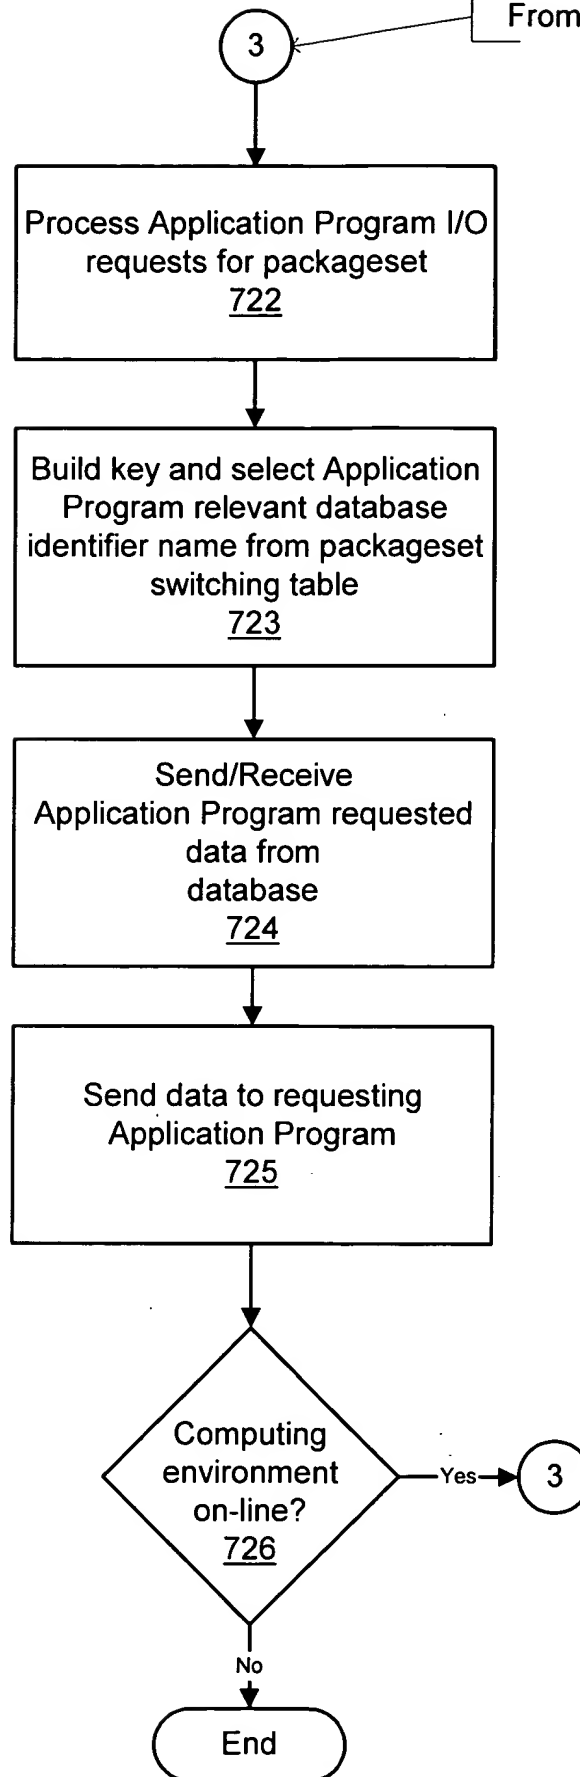 From
3
Process Application Program I/O
requests for packageset
722
Build key and select Application
Program relevant database
identifier name from packageset
switching table
723
Send/Receive
Application Program requested
data from
database
724
Send data to requesting
Application Program
725
Computing
environment
on-line?
726
Yes
3
No
End